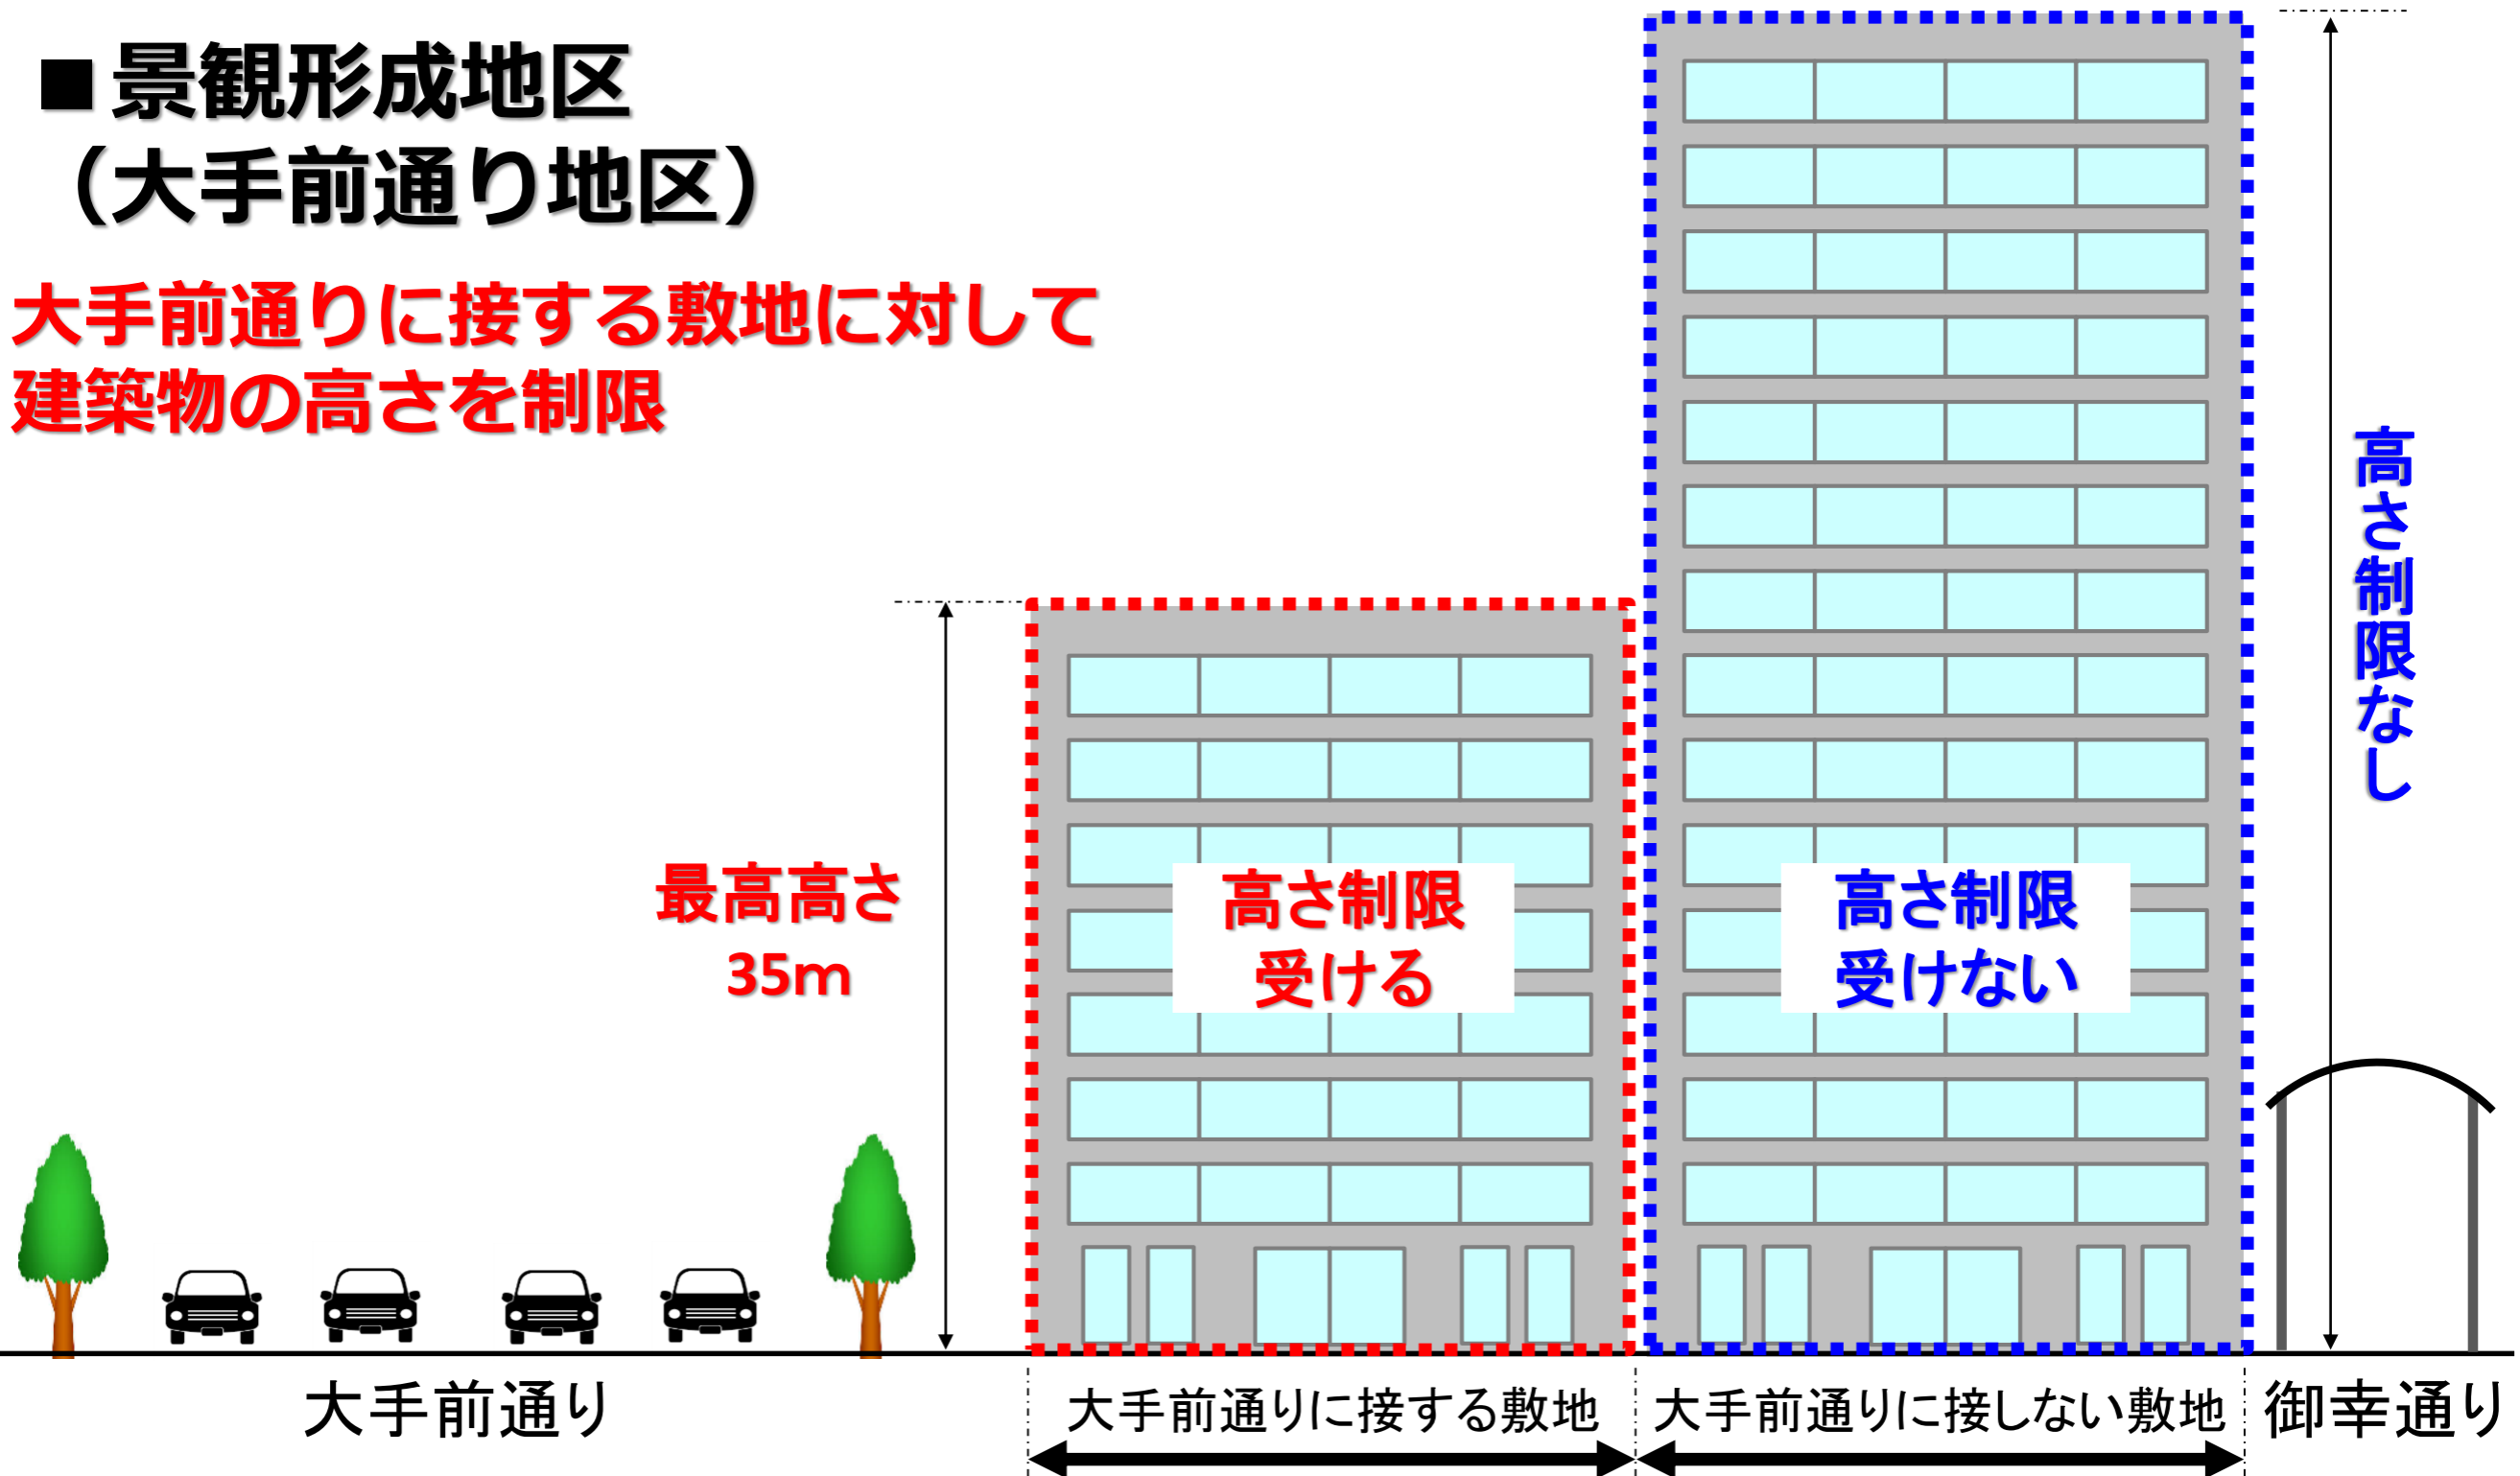 ■景観形成地区
（大手前通り地区）
大手前通りに接する敷地に対して
建築物の高さを制限
高さ制限なし
最高高さ
35m
高さ制限
受ける
高さ制限
受けない
大手前通り
大手前通りに接する敷地
大手前通りに接しない敷地
御幸通り